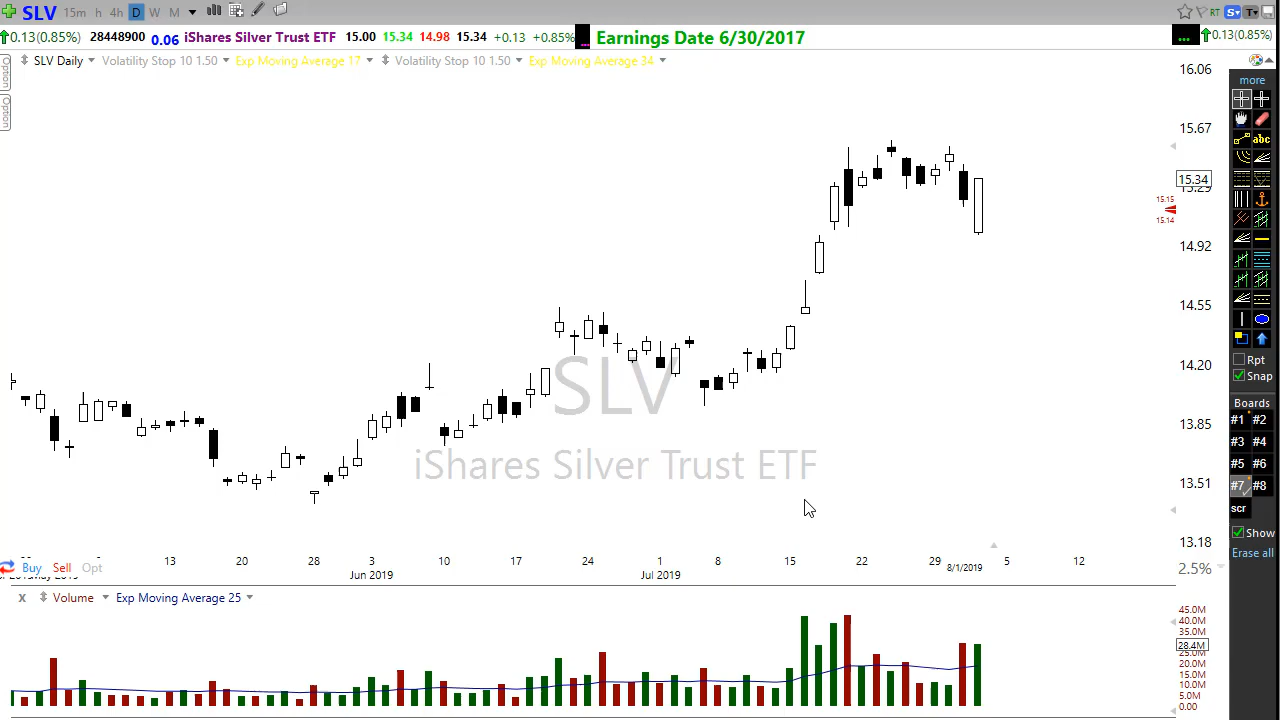 SLV 15m h 4h D W M RT S T
0.13(0.85%) 28448900 0.06 iShares Silver Trust ETF 15.00 15.34 14.98 15.34 +0.13 +0.85% ... Earnings Date 6/30/2017 ... 0.13(0.85%)
SLV Daily Volatility Stop 10 1.50 Exp Moving Average 17 Volatility Stop 10 1.50 Exp Moving Average 34
Option
Option
16.06
15.67
15.34
15.15
15.14
14.92
14.55
14.20
13.85
13.51
13.18
2.5%
SLV
iShares Silver Trust ETF
13 20 28 3 10 17 24 1 8 15 22 29 5 12
Jun 2019 Jul 2019 8/1/2019
Buy Sell Opt
X Volume Exp Moving Average 25
45.0M
40.0M
35.0M
28.4M
25.0M
20.0M
15.0M
10.0M
5.0M
0.00
more
abc
Rpt
Snap
Boards
#1 #2
#3 #4
#5 #6
#7 #8
scr
Show
Erase all